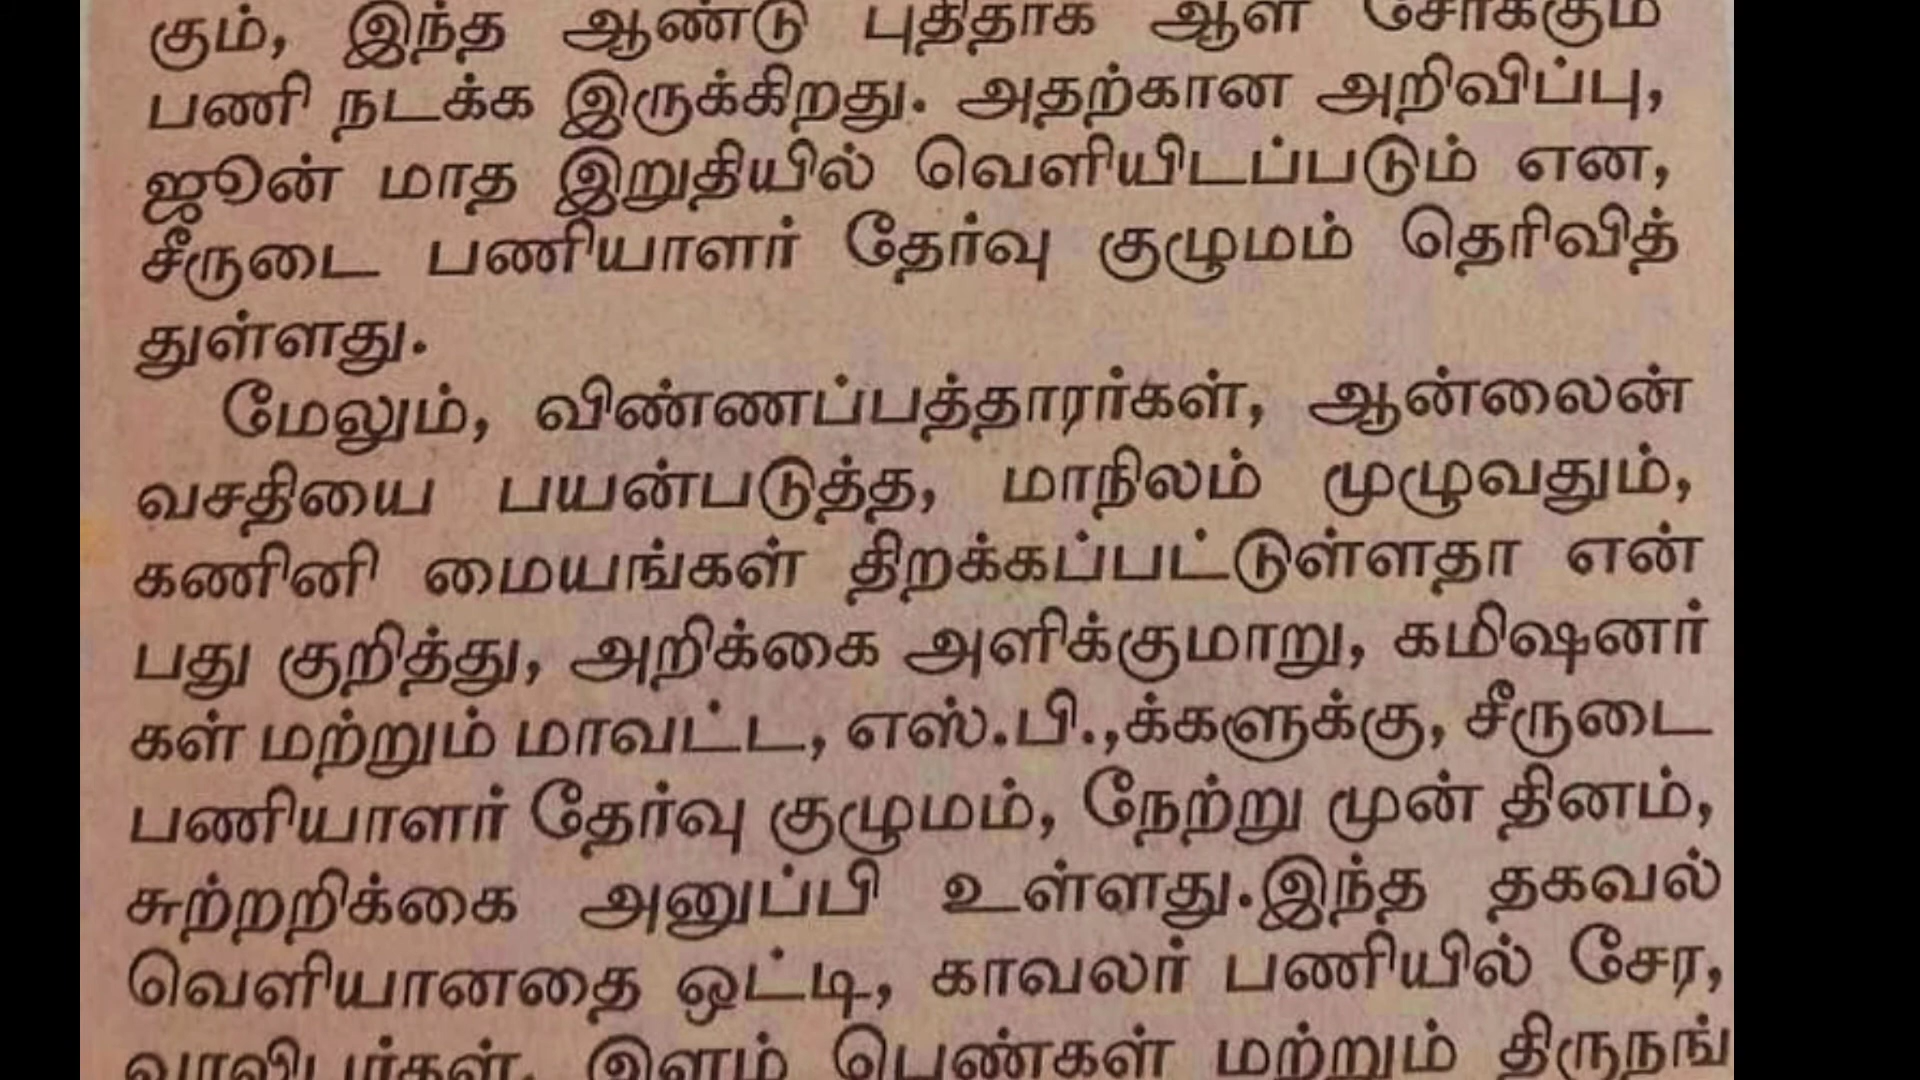 கும், இந்த ஆண்டு புதிதாக ஆள் சேர்க்கும்
பணி நடக்க இருக்கிறது. அதற்கான அறிவிப்பு,
ஜூன் மாத இறுதியில் வெளியிடப்படும் என,
சீருடை பணியாளர் தேர்வு குழுமம் தெரிவித்
துள்ளது.
மேலும், விண்ணப்பத்தாரர்கள், ஆன்லைன்
வசதியை பயன்படுத்த, மாநிலம் முழுவதும்,
கணினி மையங்கள் திறக்கப்பட்டுள்ளதா என்
பது குறித்து, அறிக்கை அளிக்குமாறு, கமிஷனர்
கள் மற்றும் மாவட்ட, எஸ்.பி.,க்களுக்கு, சீருடை
பணியாளர் தேர்வு குழுமம், நேற்று முன் தினம்,
சுற்றறிக்கை அனுப்பி உள்ளது.இந்த தகவல்
வெளியானதை ஒட்டி, காவலர் பணியில் சேர,
வாலிபர்கள், இளம் பெண்கள் மற்றும் திருநங்